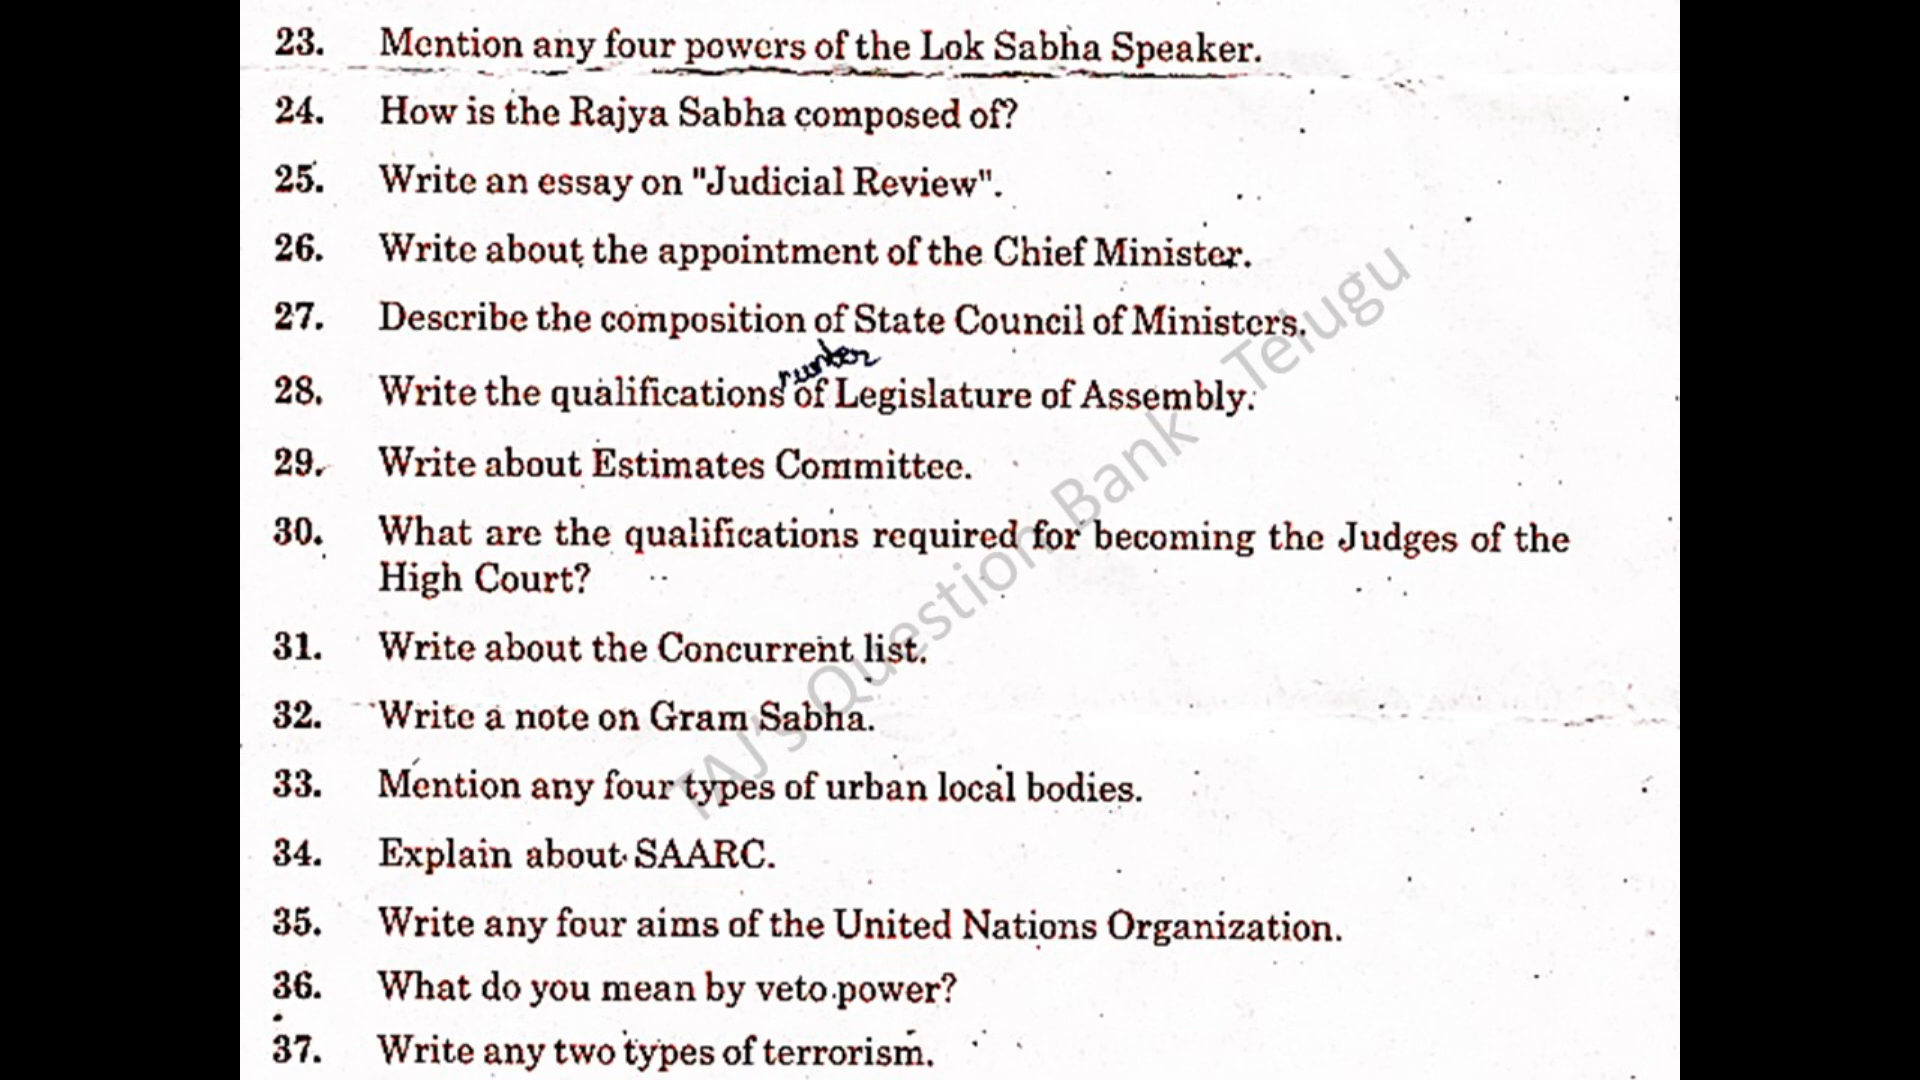 23. Mention any four powers of the Lok Sabha Speaker.
24. How is the Rajya Sabha composed of?
25. Write an essay on "Judicial Review".
26. Write about the appointment of the Chief Minister.
27. Describe the composition of State Council of Ministers.
28. Write the qualifications of Legislature of Assembly.
29. Write about Estimates Committee.
30. What are the qualifications required for becoming the Judges of the
High Court?
31. Write about the Concurrent list.
32. Write a note on Gram Sabha.
33. Mention any four types of urban local bodies.
34. Explain about SAARC.
35. Write any four aims of the United Nations Organization.
36. What do you mean by veto power?
37. Write any two types of terrorism.
TAJ's Question Bank Telugu